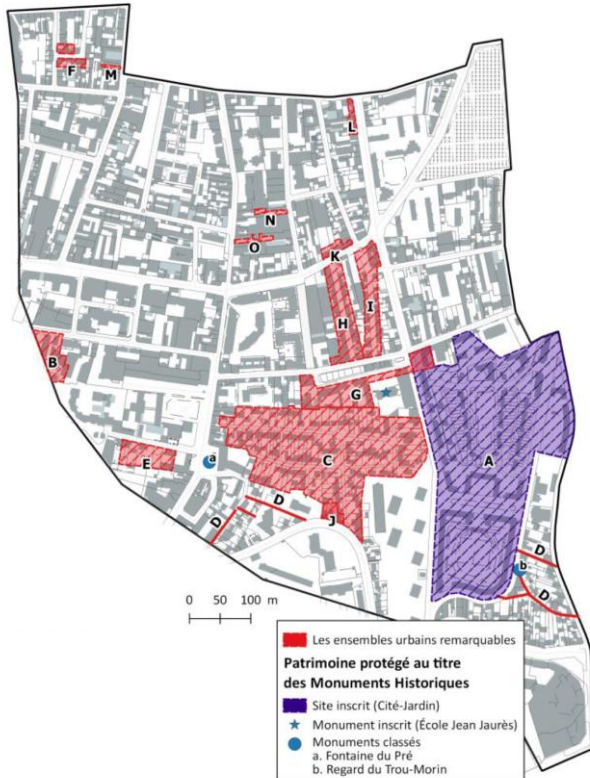 F
M
L
N
O
K
I
H
B
G
A
C
E
a
D
D
J
D
b
D
0 50 100 m
Les ensembles urbains remarquables
Patrimoine protégé au titre
des Monuments Historiques
Site inscrit (Cité-Jardin)
Monument inscrit (École Jean Jaurès)
Monuments classés
a. Fontaine du Pré
b. Regard du Trou-Morin